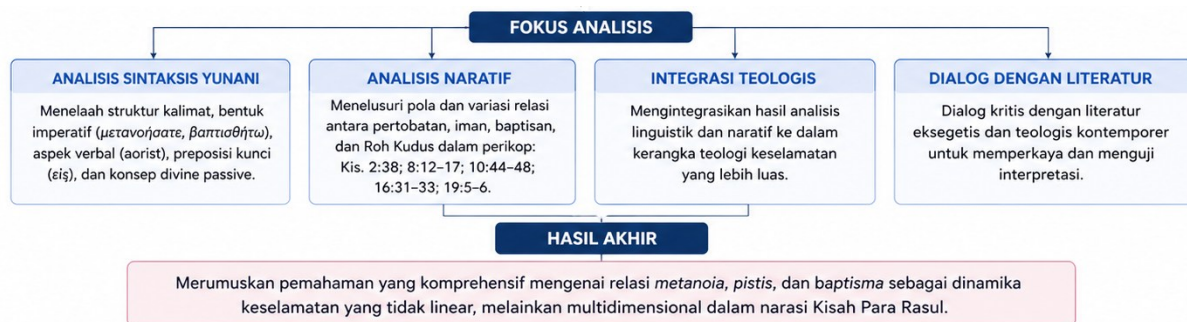 FOKUS ANALISIS
ANALISIS SINTAKSIS YUNANI
Menelaah struktur kalimat, bentuk
imperatif (μετανοήσατε, βαπτισθήτω),
aspek verbal (aorist), preposisi kunci
(εἰς), dan konsep divine passive.
ANALISIS NARATIF
Menelusuri pola dan variasi relasi
antara pertobatan, iman, baptisan,
dan Roh Kudus dalam perikop:
Kis. 2:38; 8:12–17; 10:44–48;
16:31–33; 19:5–6.
INTEGRASI TEOLOGIS
Mengintegrasikan hasil analisis
linguistik dan naratif ke dalam
kerangka teologi keselamatan
yang lebih luas.
DIALOG DENGAN LITERATUR
Dialog kritis dengan literatur
eksegetis dan teologis kontemporer
untuk memperkaya dan menguji
interpretasi.
HASIL AKHIR
Merumuskan pemahaman yang komprehensif mengenai relasi metanoia, pistis, dan baptisma sebagai dinamika
keselamatan yang tidak linear, melainkan multidimensional dalam narasi Kisah Para Rasul.